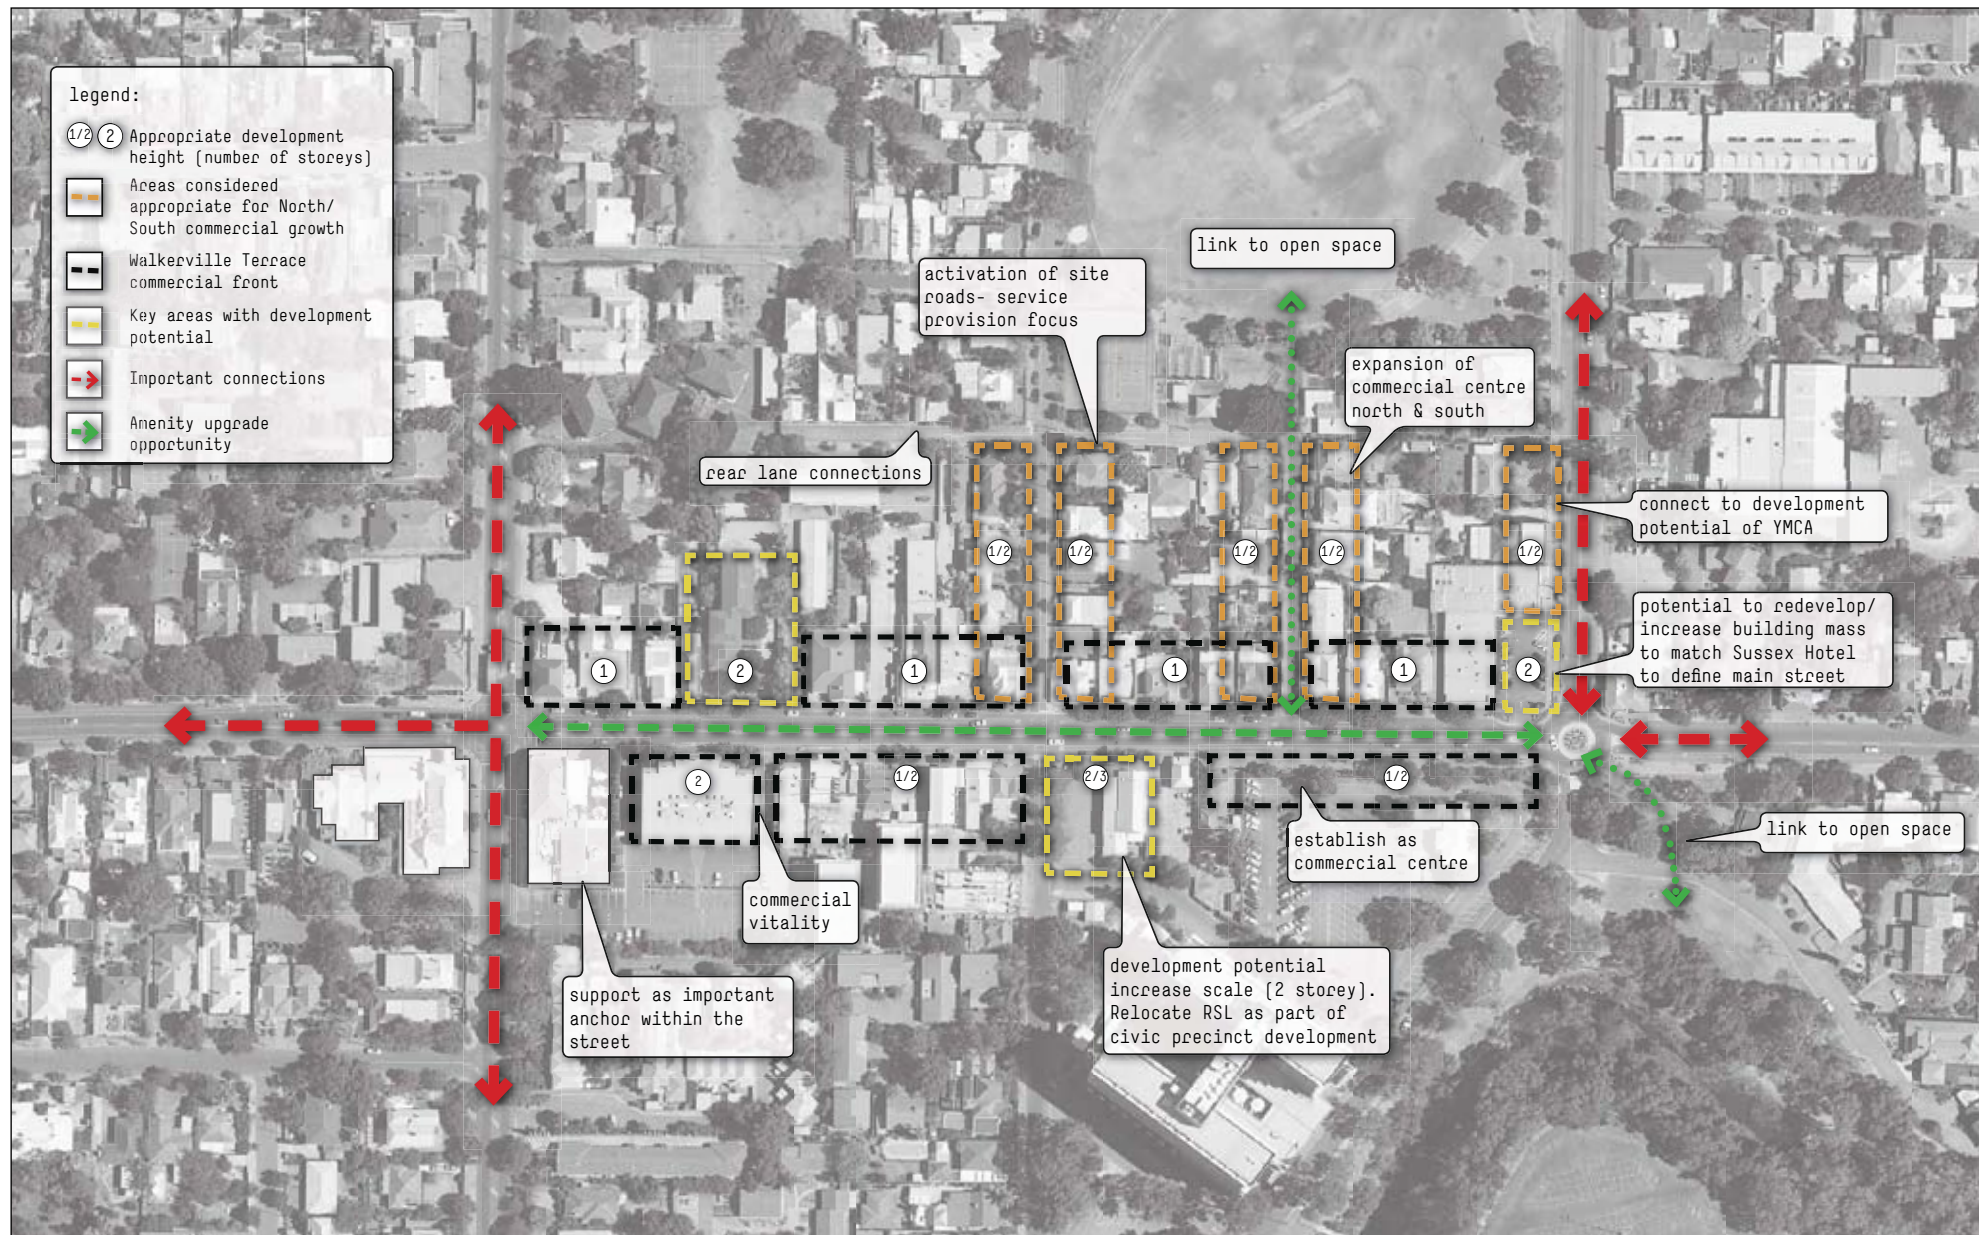 legend:
1/2 2 Appropriate development
height (number of storeys)
Areas considered
appropriate for North/
South commercial growth
Walkerville Terrace
commercial front
Key areas with development
potential
Important connections
Amenity upgrade
opportunity
link to open space
activation of site
roads- service
provision focus
expansion of
commercial centre
north & south
rear lane connections
connect to development
potential of YMCA
1/2
1/2
1/2
1/2
1/2
potential to redevelop/
increase building mass
to match Sussex Hotel
to define main street
1
2
1
1
1
2
2
1/2
2/3
1/2
link to open space
establish as
commercial centre
commercial
vitality
development potential
increase scale (2 storey).
Relocate RSL as part of
civic precinct development
support as important
anchor within the
street